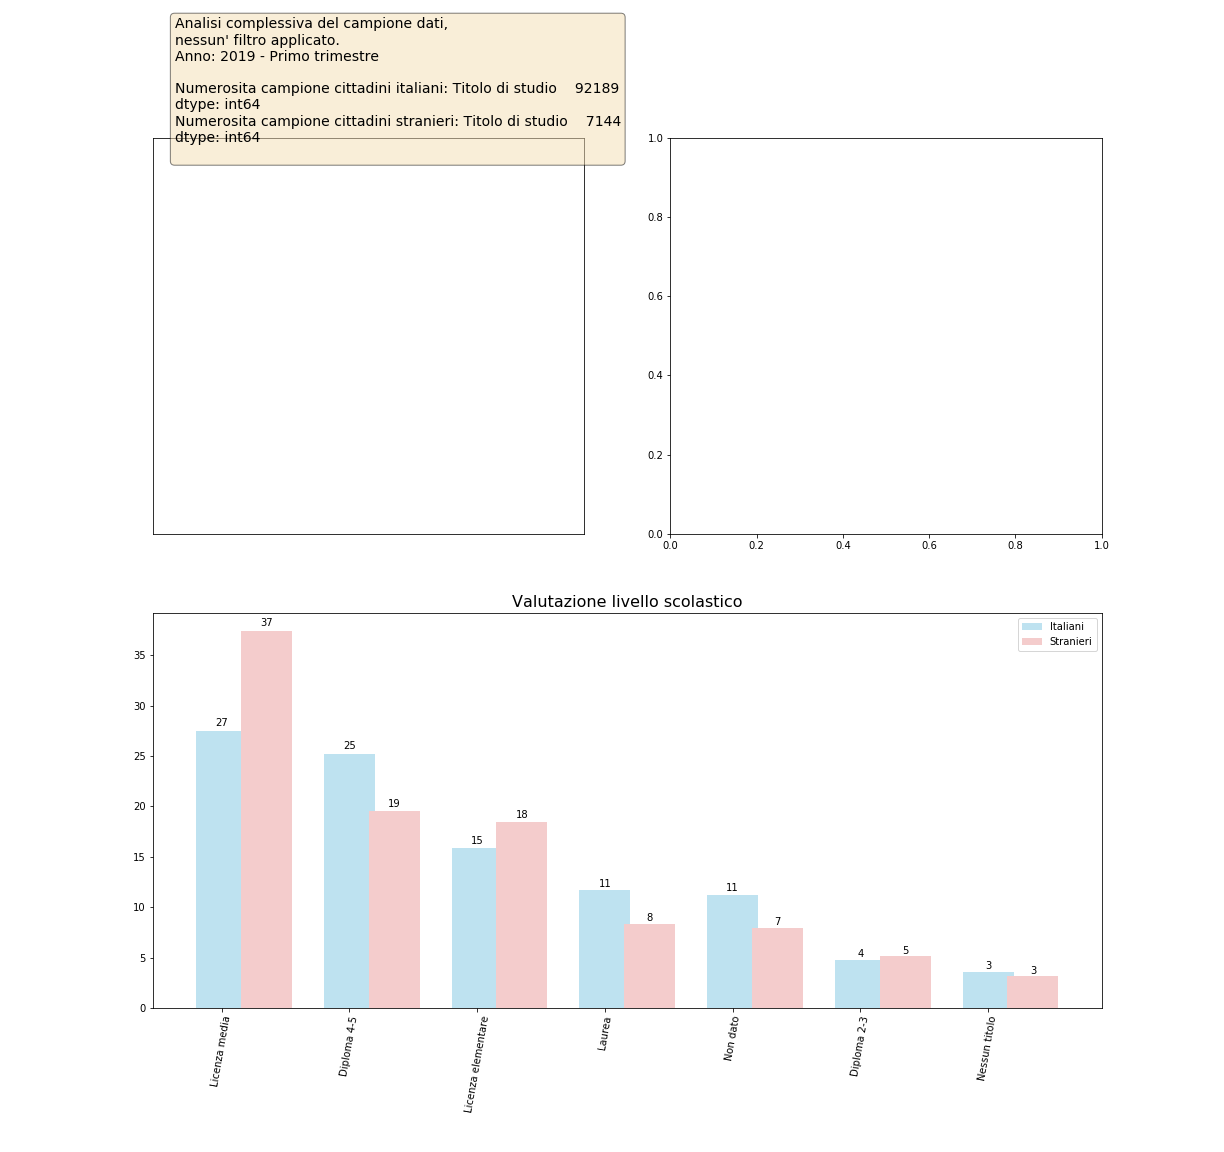 Analisi complessiva del campione dati,
nessun' filtro applicato.
Anno: 2019 - Primo trimestre
Numerosita campione cittadini italiani: Titolo di studio    92189
dtype: int64
Numerosita campione cittadini stranieri: Titolo di studio    7144
dtype: int64
1.0
0.8
0.6
0.4
0.2
0.0
0.0 0.2 0.4 0.6 0.8 1.0
Valutazione livello scolastico
Italiani
Stranieri
35
30
25
20
15
10
5
0
27 37 25 19 15 18 11 8 11 7 4 5 3 3
Licenza media
Diploma 4-5
Licenza elementare
Laurea
Non dato
Diploma 2-3
Nessun titolo